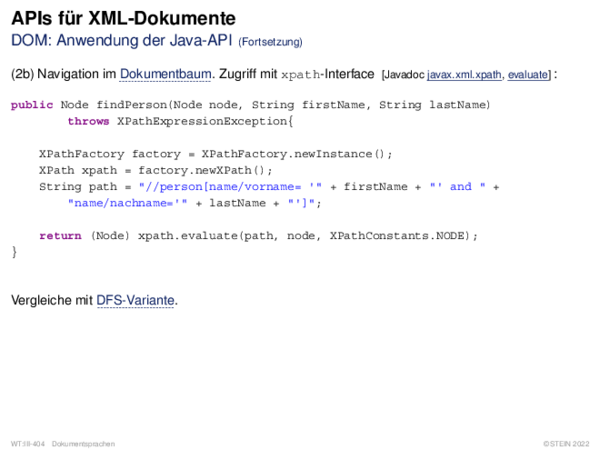 APIs für XML-Dokumente
DOM: Anwendung der Java-API (Fortsetzung)
(2b) Navigation im Dokumentbaum. Zugriff mit xpath-Interface [Javadoc javax.xml.xpath, evaluate] :
public Node findPerson(Node node, String firstName, String lastName)
throws XPathExpressionException{
XPathFactory factory = XPathFactory.newInstance();
XPath xpath = factory.newXPath();
String path = "//person[name/vorname= '" + firstName + "' and " +
"name/nachname='" + lastName + "']";
return (Node) xpath.evaluate(path, node, XPathConstants.NODE);
}
Vergleiche mit DFS-Variante.
WT:III-404 Dokumentsprachen ©STEIN 2022